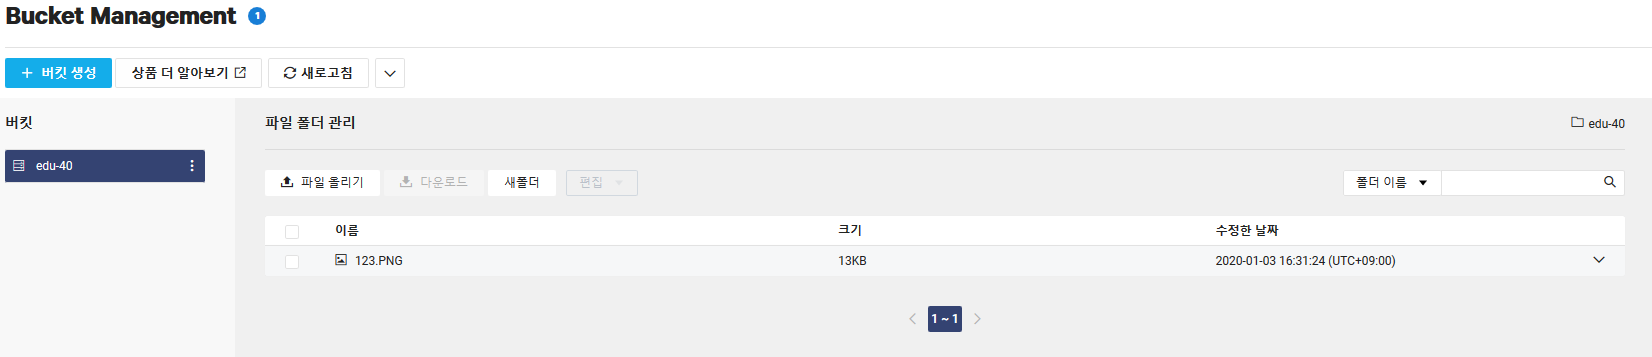 Bucket Management 1
+ 버킷 생성 상품 더 알아보기 새로고침
버킷
edu-40
파일 폴더 관리 edu-40
파일 올리기 다운로드 새폴더 편집 폴더 이름
이름 크기 수정한 날짜
123.PNG 13KB 2020-01-03 16:31:24 (UTC+09:00)
1 ~ 1